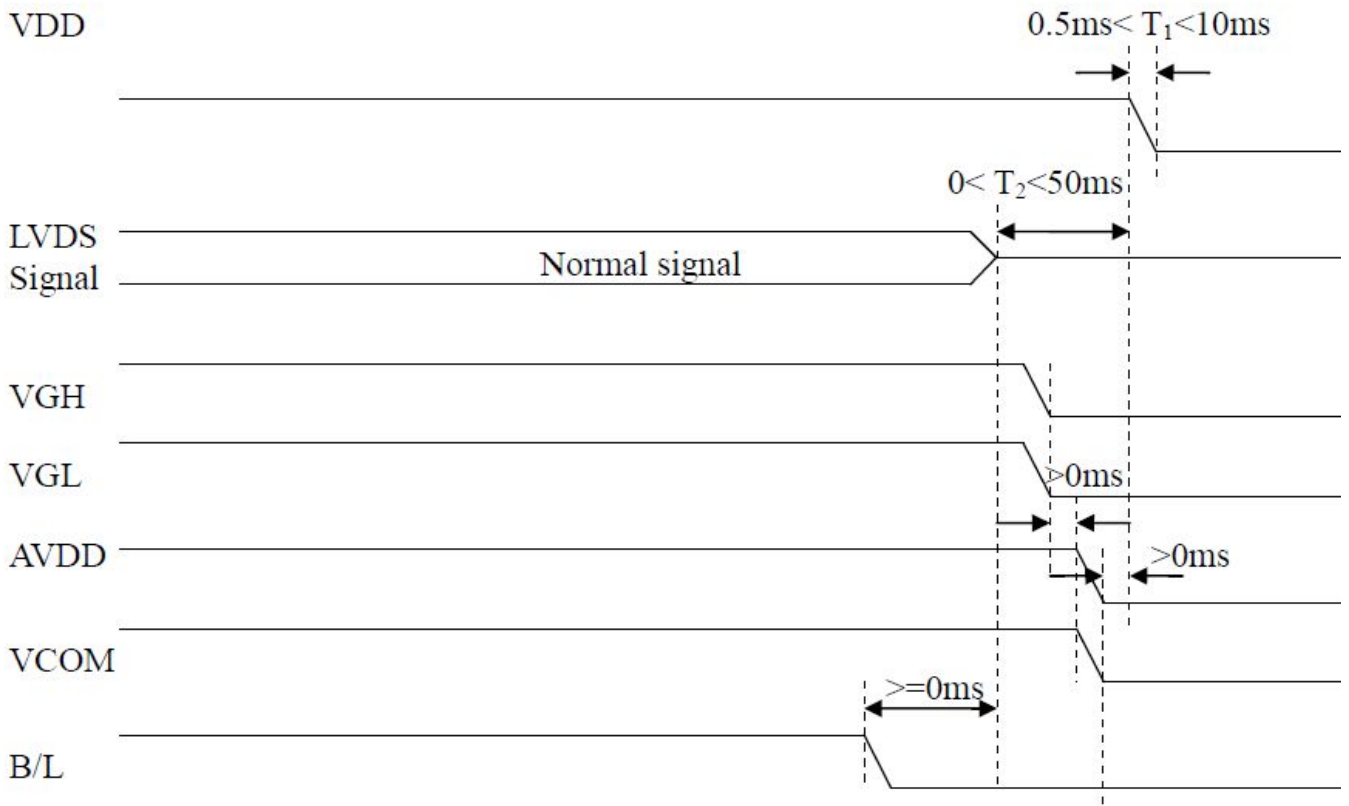 VDD
0.5ms< T₁<10ms
0< T₂<50ms
LVDS
Signal
Normal signal
VGH
VGL
>0ms
AVDD
>0ms
VCOM
>=0ms
B/L